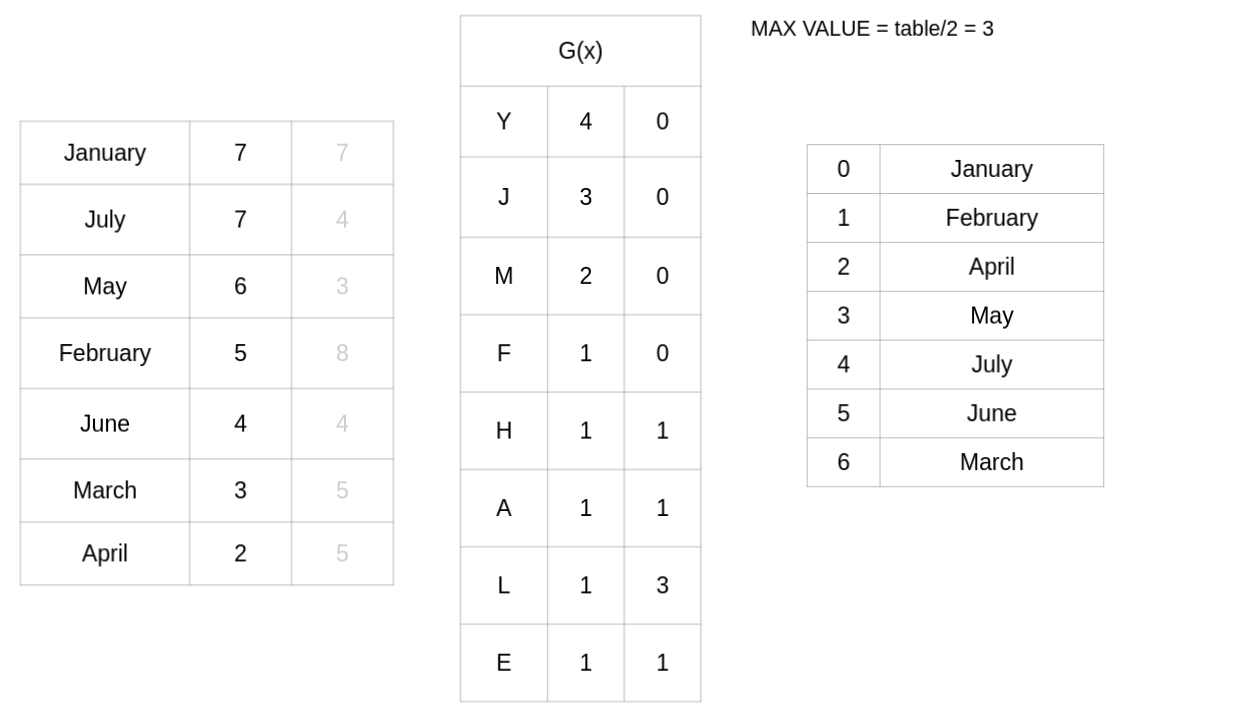 January 7 7
July 7 4
May 6 3
February 5 8
June 4 4
March 3 5
April 2 5
G(x)
Y 4 0
J 3 0
M 2 0
F 1 0
H 1 1
A 1 1
L 1 3
E 1 1
MAX VALUE = table/2 = 3
0 January
1 February
2 April
3 May
4 July
5 June
6 March